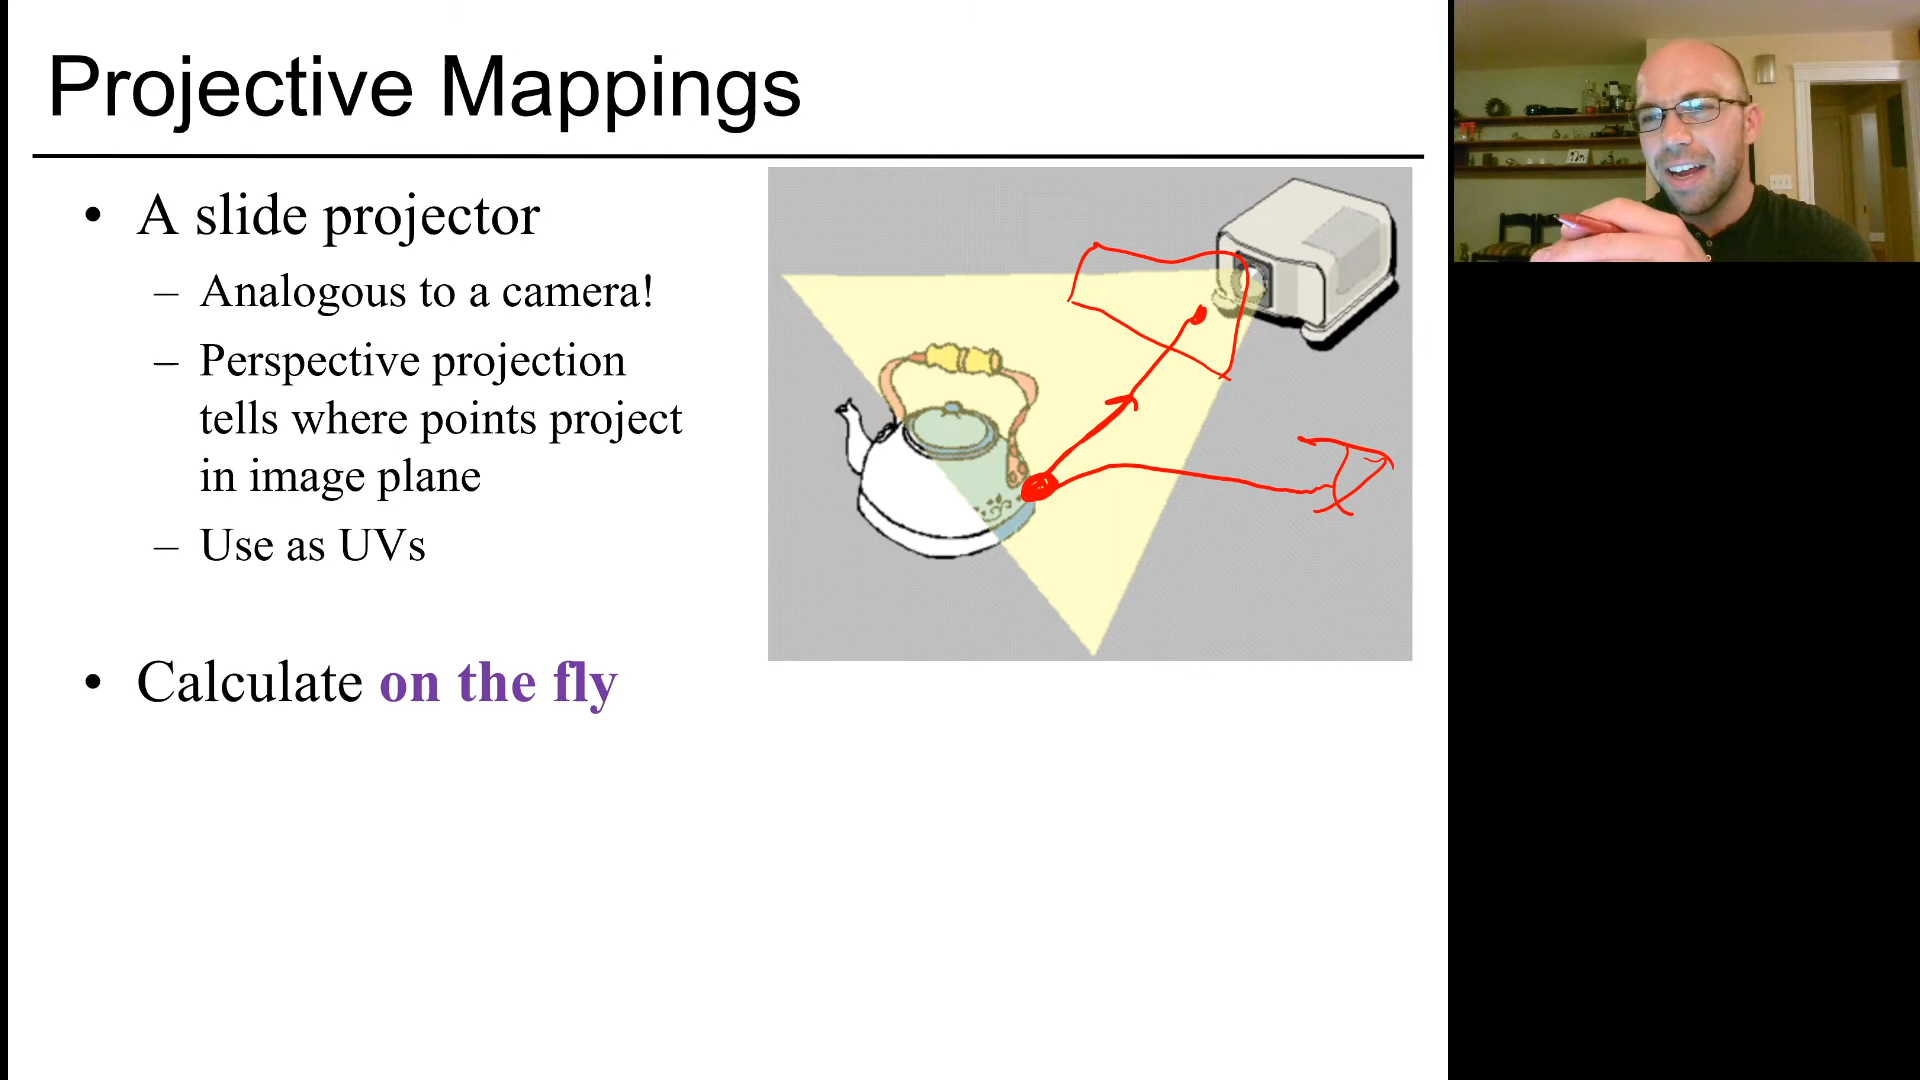 Projective Mappings
• A slide projector
– Analogous to a camera!
– Perspective projection
tells where points project
in image plane
– Use as UVs
• Calculate on the fly